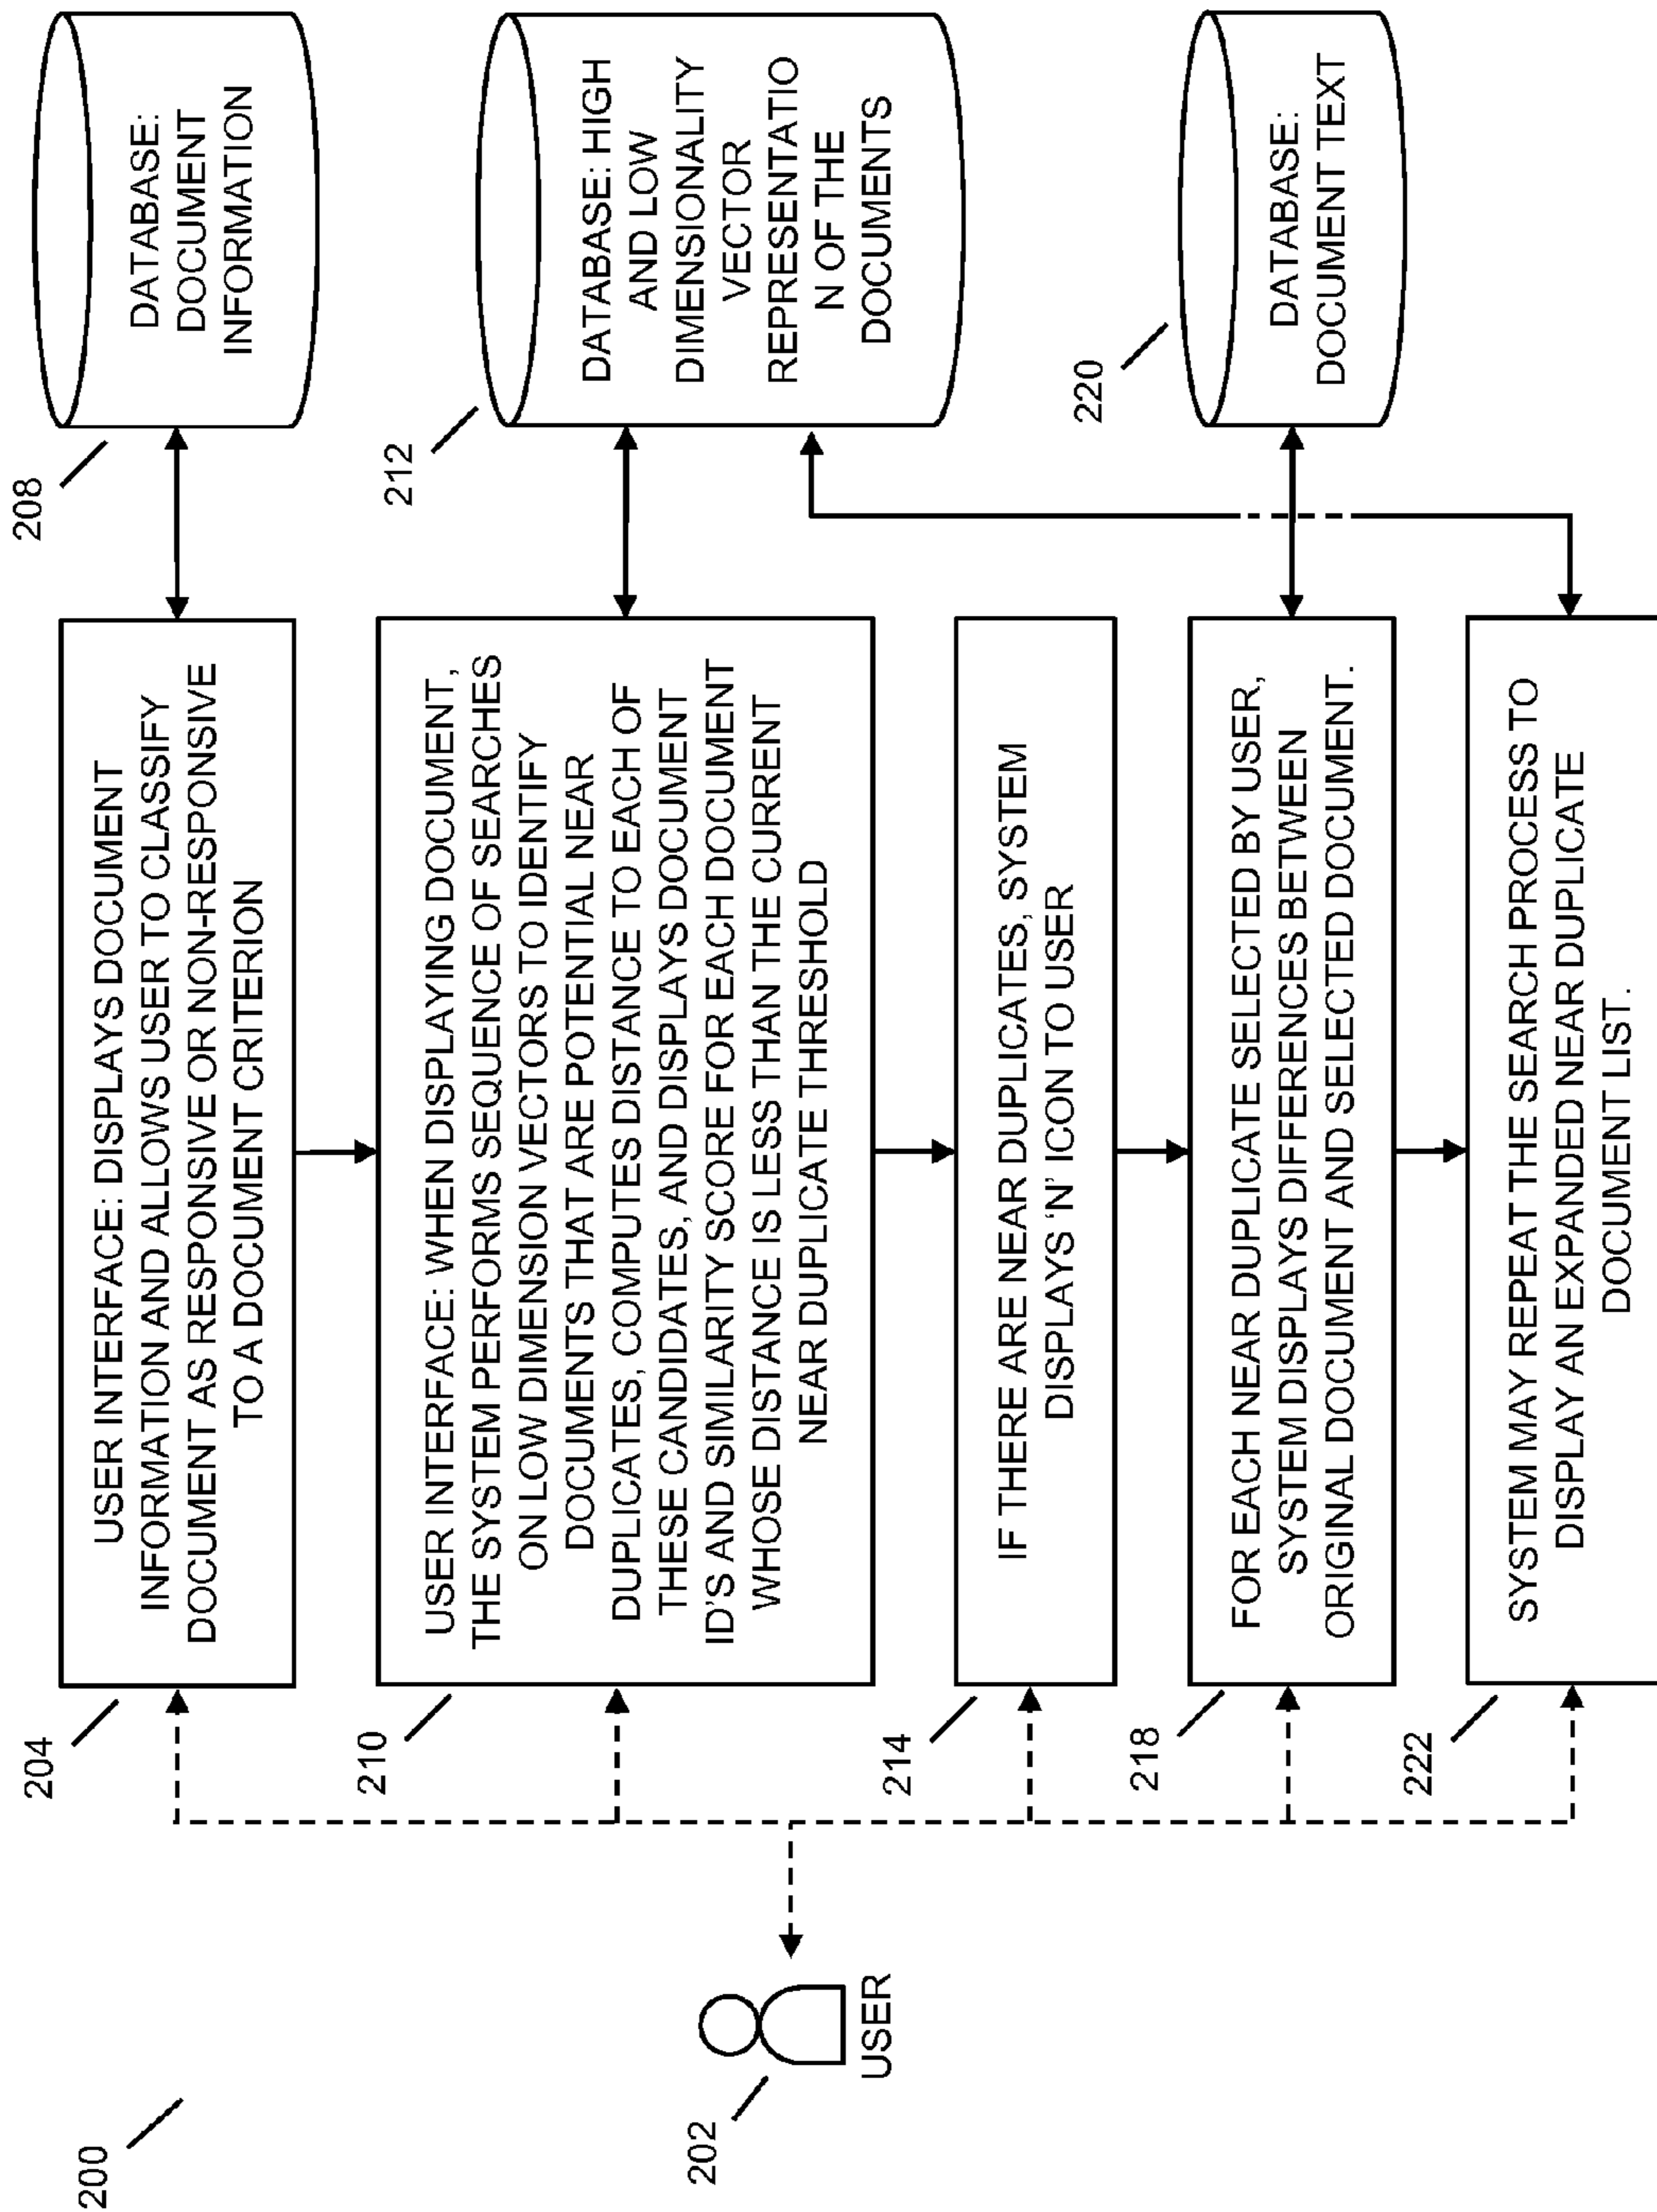 200
202
USER
204
USER INTERFACE: DISPLAYS DOCUMENT
INFORMATION AND ALLOWS USER TO CLASSIFY
DOCUMENT AS RESPONSIVE OR NON-RESPONSIVE
TO A DOCUMENT CRITERION
208
DATABASE:
DOCUMENT
INFORMATION
210
USER INTERFACE: WHEN DISPLAYING DOCUMENT,
THE SYSTEM PERFORMS SEQUENCE OF SEARCHES
ON LOW DIMENSION VECTORS TO IDENTIFY
DOCUMENTS THAT ARE POTENTIAL NEAR
DUPLICATES, COMPUTES DISTANCE TO EACH OF
THESE CANDIDATES, AND DISPLAYS DOCUMENT
ID'S AND SIMILARITY SCORE FOR EACH DOCUMENT
WHOSE DISTANCE IS LESS THAN THE CURRENT
NEAR DUPLICATE THRESHOLD
212
DATABASE: HIGH
AND LOW
DIMENSIONALITY
VECTOR
REPRESENTATIO
N OF THE
DOCUMENTS
214
IF THERE ARE NEAR DUPLICATES, SYSTEM
DISPLAYS ‘N’ ICON TO USER
218
FOR EACH NEAR DUPLICATE SELECTED BY USER,
SYSTEM DISPLAYS DIFFERENCES BETWEEN
ORIGINAL DOCUMENT AND SELECTED DOCUMENT.
220
DATABASE:
DOCUMENT TEXT
222
SYSTEM MAY REPEAT THE SEARCH PROCESS TO
DISPLAY AN EXPANDED NEAR DUPLICATE
DOCUMENT LIST.